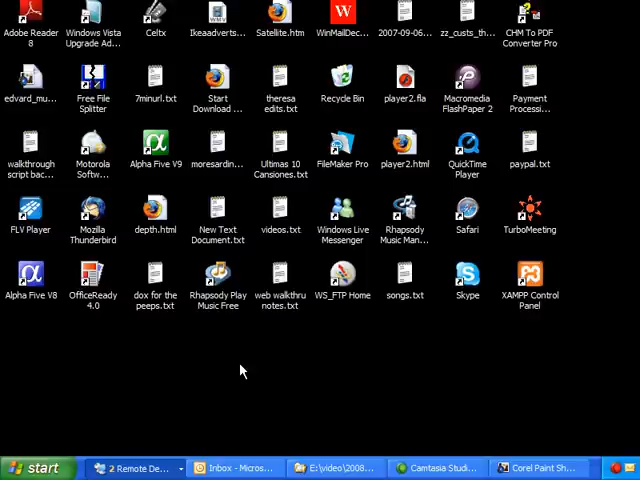 Adobe Reader 8
Windows Vista Upgrade Ad...
Celtx
Ikeaadverts...
Satellite.htm
WinMailDec...
2007-09-06...
zz_custs_th...
CHM To PDF Converter Pro
edvard_mu...
Free File Splitter
7minurl.txt
Start Download ...
theresa edits.txt
Recycle Bin
player2.fla
Macromedia FlashPaper 2
Payment Processi...
walkthrough script bac...
Motorola Softw...
Alpha Five V9
moresardin...
Ultimas 10 Cansiones.txt
FileMaker Pro
player2.html
QuickTime Player
paypal.txt
FLV Player
Mozilla Thunderbird
depth.html
New Text Document.txt
videos.txt
Windows Live Messenger
Rhapsody Music Man...
Safari
TurboMeeting
Alpha Five V8
OfficeReady 4.0
dox for the peeps.txt
Rhapsody Play Music Free
web walkthru notes.txt
WS_FTP Home
songs.txt
Skype
XAMPP Control Panel
start
2 Remote De...
Inbox - Micros...
E:\video\2008...
Camtasia Studi...
Corel Paint Sh...